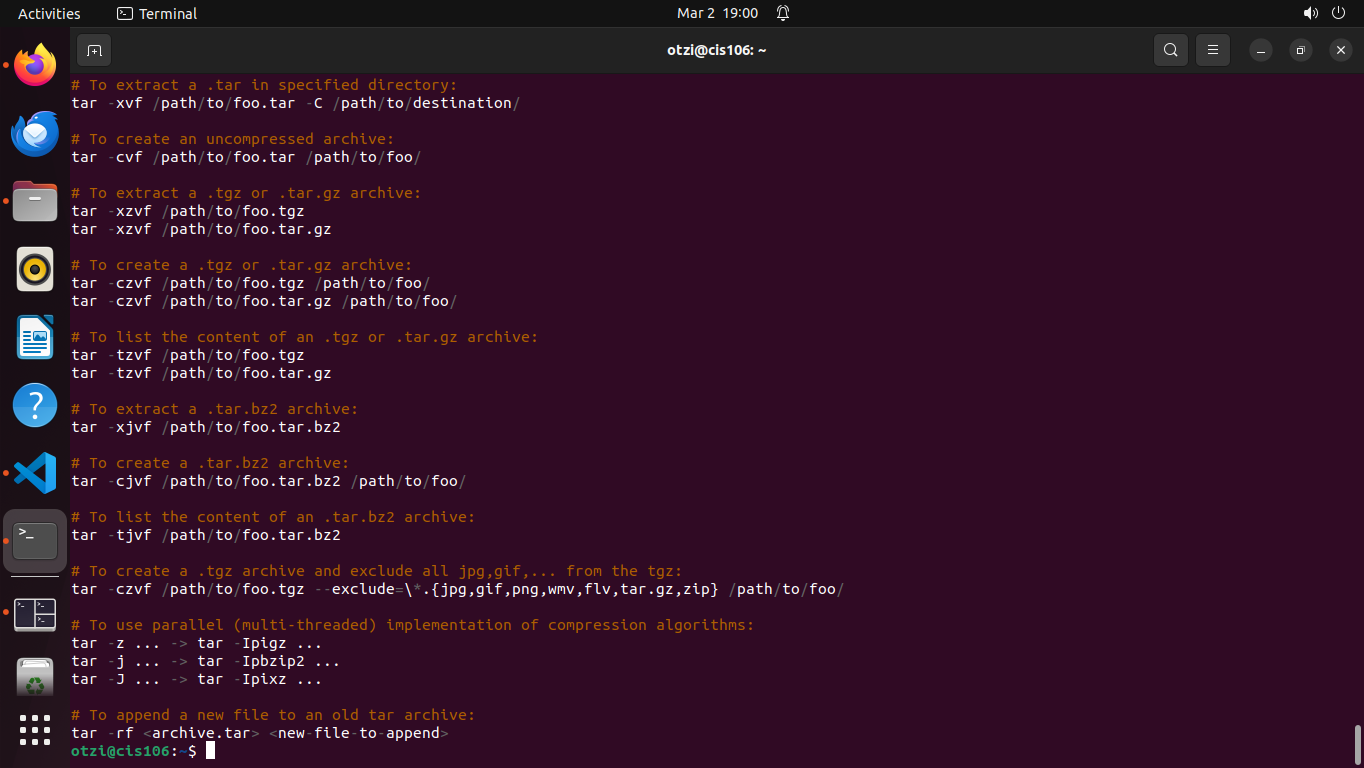 Activities
Terminal
Mar 2 19:00
otzi@cis106: ~
# To extract a .tar in specified directory:
tar -xvf /path/to/foo.tar -C /path/to/destination/
# To create an uncompressed archive:
tar -cvf /path/to/foo.tar /path/to/foo/
# To extract a .tgz or .tar.gz archive:
tar -xzvf /path/to/foo.tgz
tar -xzvf /path/to/foo.tar.gz
# To create a .tgz or .tar.gz archive:
tar -czvf /path/to/foo.tgz /path/to/foo/
tar -czvf /path/to/foo.tar.gz /path/to/foo/
# To list the content of an .tgz or .tar.gz archive:
tar -tzvf /path/to/foo.tgz
tar -tzvf /path/to/foo.tar.gz
# To extract a .tar.bz2 archive:
tar -xjvf /path/to/foo.tar.bz2
# To create a .tar.bz2 archive:
tar -cjvf /path/to/foo.tar.bz2 /path/to/foo/
# To list the content of an .tar.bz2 archive:
tar -tjvf /path/to/foo.tar.bz2
# To create a .tgz archive and exclude all jpg,gif,... from the tgz:
tar -czvf /path/to/foo.tgz --exclude=\*.{jpg,gif,png,wmv,flv,tar.gz,zip} /path/to/foo/
# To use parallel (multi-threaded) implementation of compression algorithms:
tar -z ... -> tar -Ipigz ...
tar -j ... -> tar -Ipbzip2 ...
tar -J ... -> tar -Ipixz ...
# To append a new file to an old tar archive:
tar -rf <archive.tar> <new-file-to-append>
otzi@cis106:~$